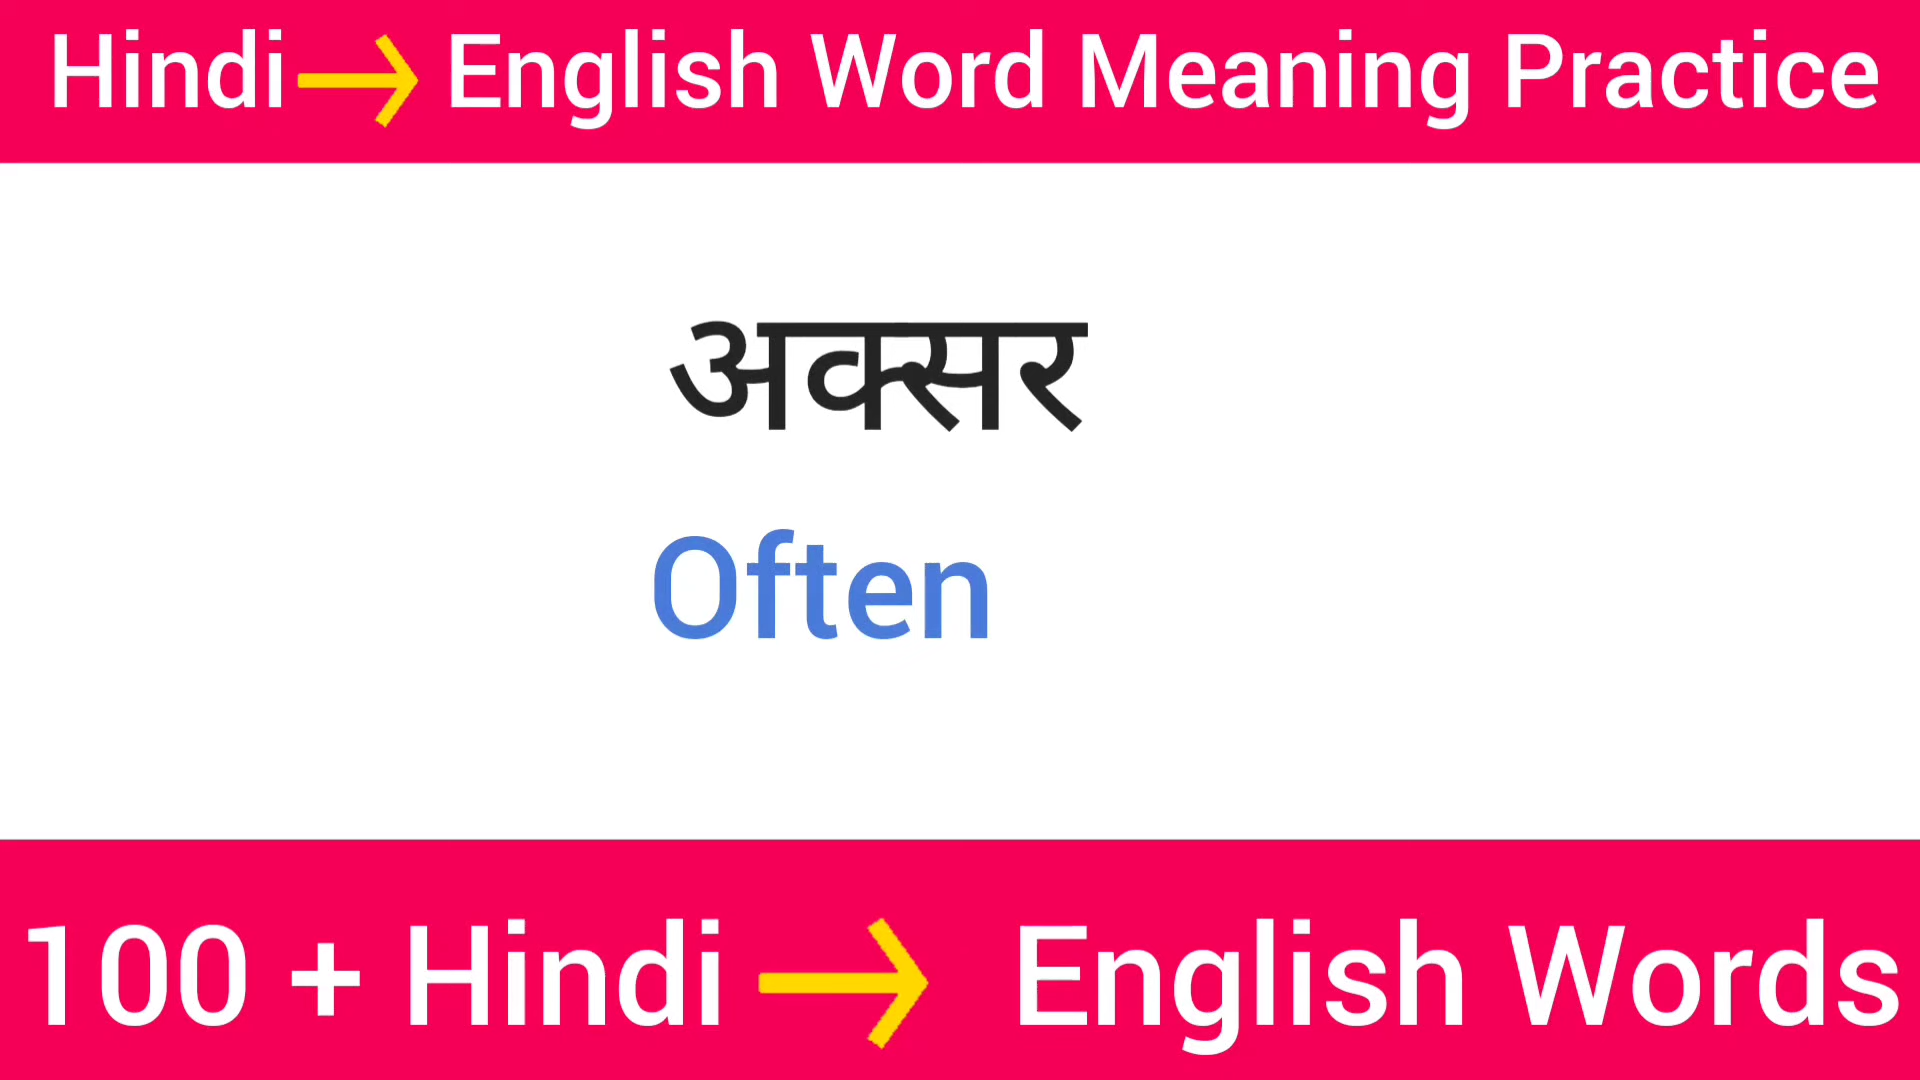 Hindi→ English Word Meaning Practice
अक्सर
Often
100 + Hindi → English Words